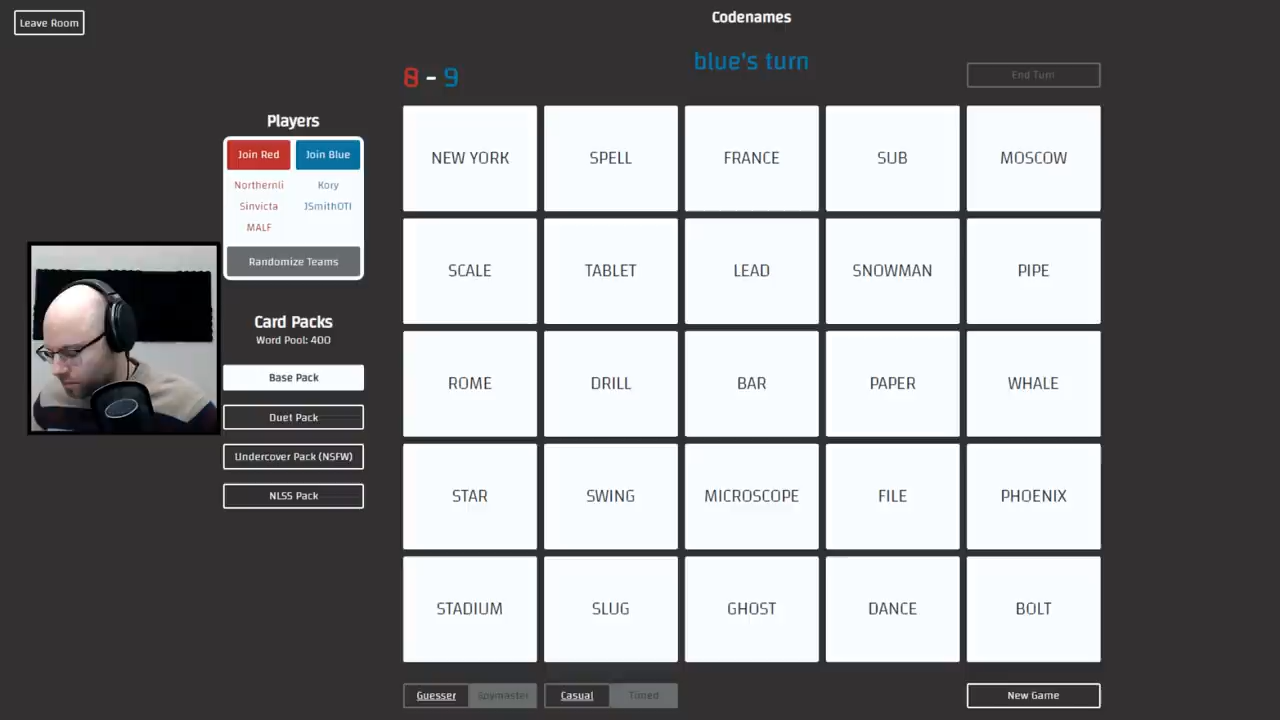 Leave Room
Codenames
8 - 9
blue's turn
End Turn
Players
Join Red
Join Blue
Northernli
Kory
Sinvicta
JSmithOTI
MALF
Randomize Teams
Card Packs
Word Pool: 400
Base Pack
Duet Pack
Undercover Pack (NSFW)
NLSS Pack
NEW YORK
SPELL
FRANCE
SUB
MOSCOW
SCALE
TABLET
LEAD
SNOWMAN
PIPE
ROME
DRILL
BAR
PAPER
WHALE
STAR
SWING
MICROSCOPE
FILE
PHOENIX
STADIUM
SLUG
GHOST
DANCE
BOLT
Guesser
Spymaster
Casual
Timed
New Game